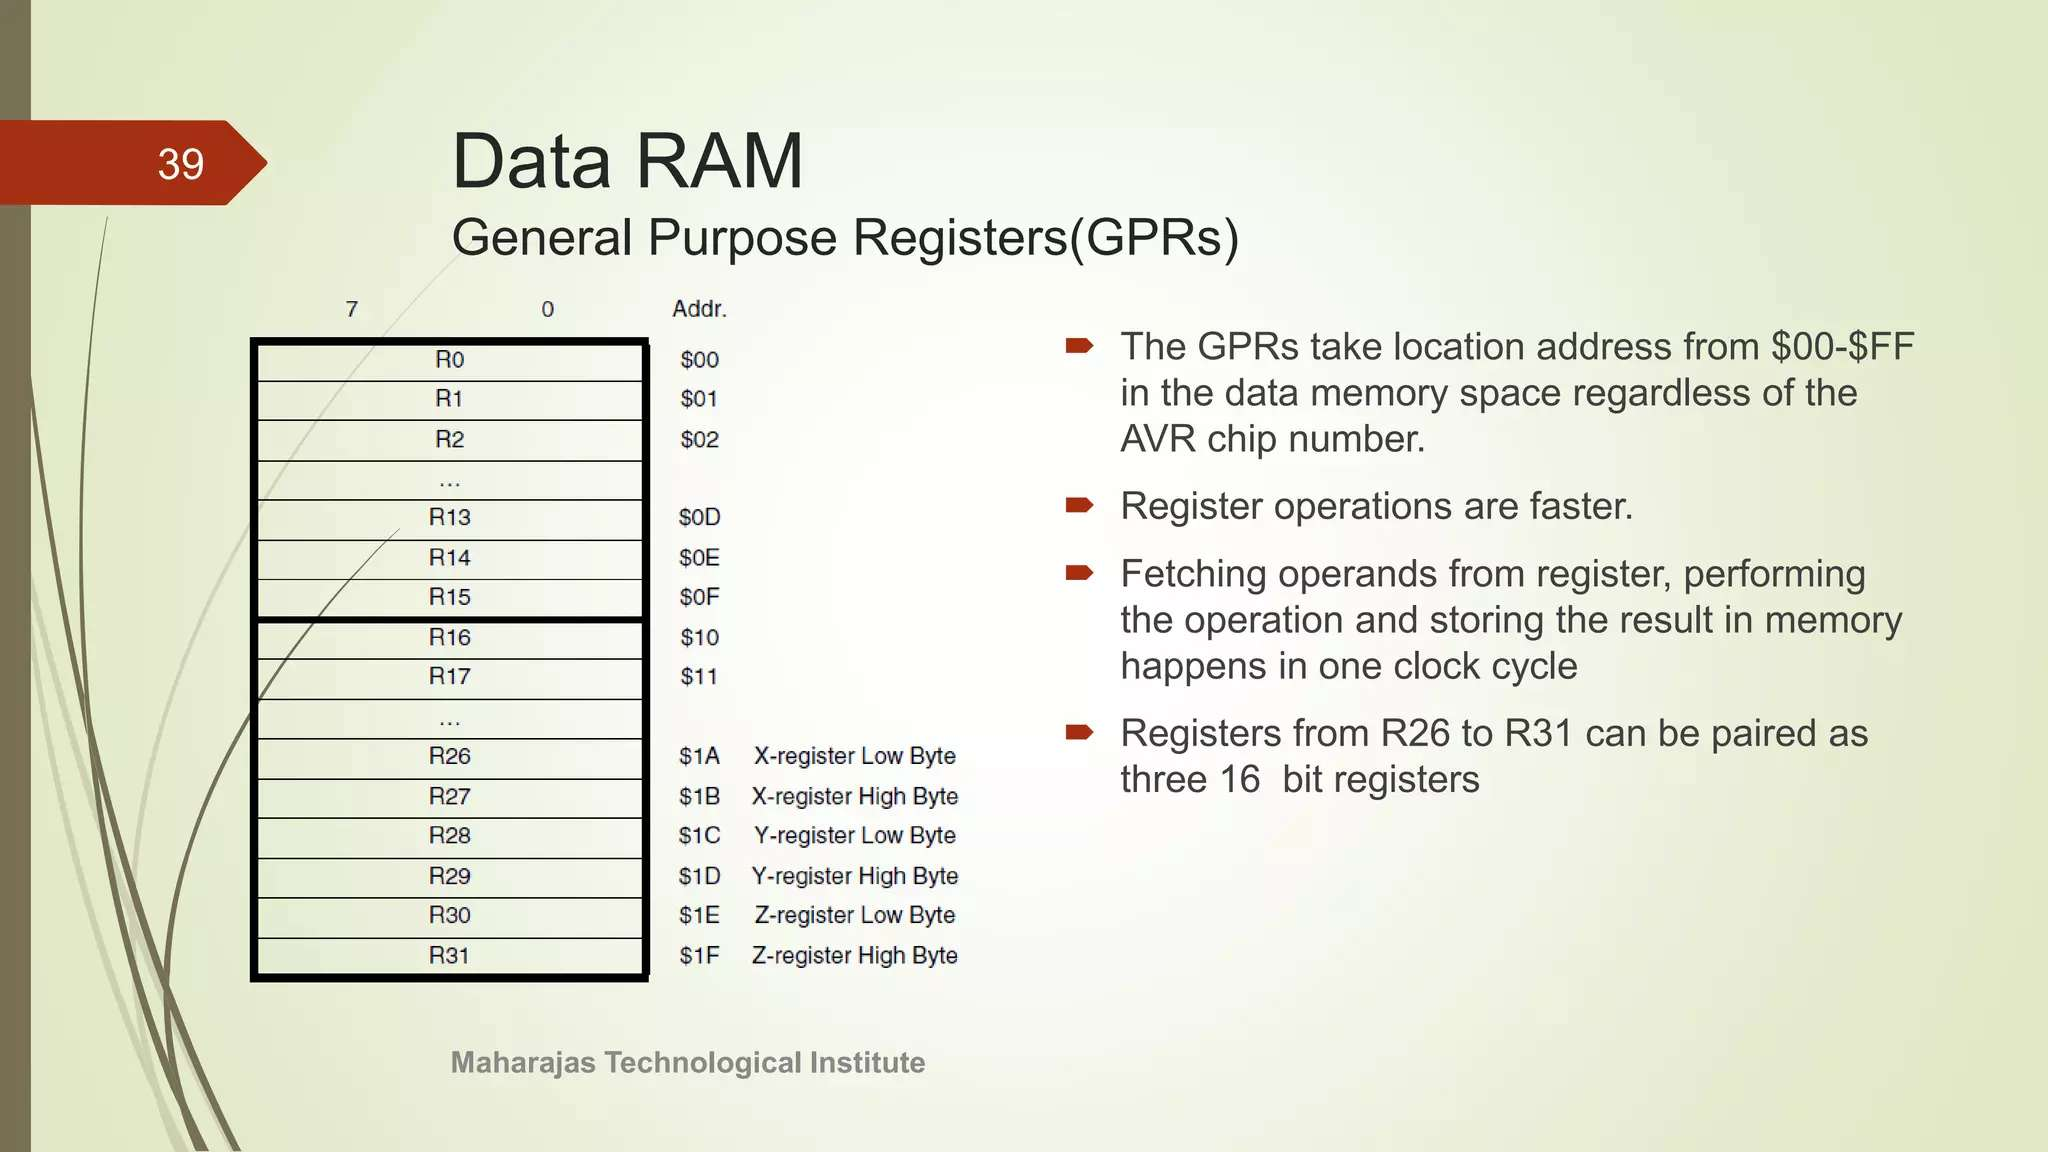 39
Data RAM
General Purpose Registers(GPRs)
7 0 Addr.
R0 $00
R1 $01
R2 $02
...
R13 $0D
R14 $0E
R15 $0F
R16 $10
R17 $11
...
R26 $1A X-register Low Byte
R27 $1B X-register High Byte
R28 $1C Y-register Low Byte
R29 $1D Y-register High Byte
R30 $1E Z-register Low Byte
R31 $1F Z-register High Byte
The GPRs take location address from $00-$FF
in the data memory space regardless of the
AVR chip number.
Register operations are faster.
Fetching operands from register, performing
the operation and storing the result in memory
happens in one clock cycle
Registers from R26 to R31 can be paired as
three 16 bit registers
Maharajas Technological Institute